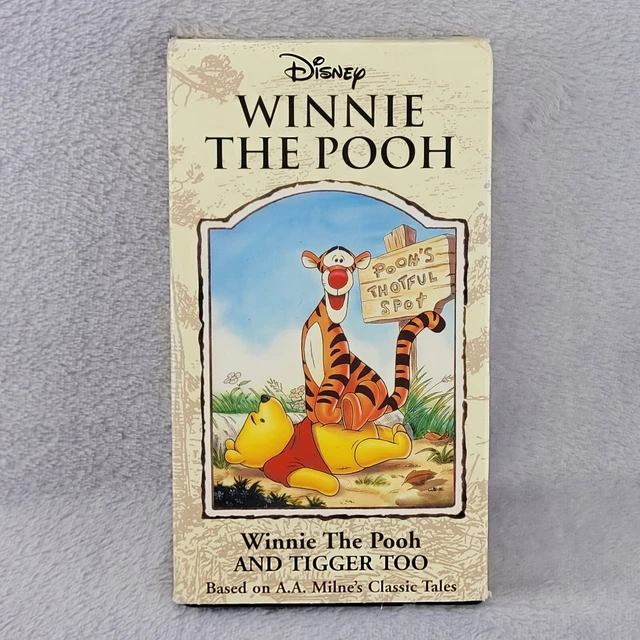 Disney
WINNIE
THE POOH
POOH'S
THOTFUL
SPOT
Winnie The Pooh
AND TIGGER TOO
Based on A.A. Milne's Classic Tales